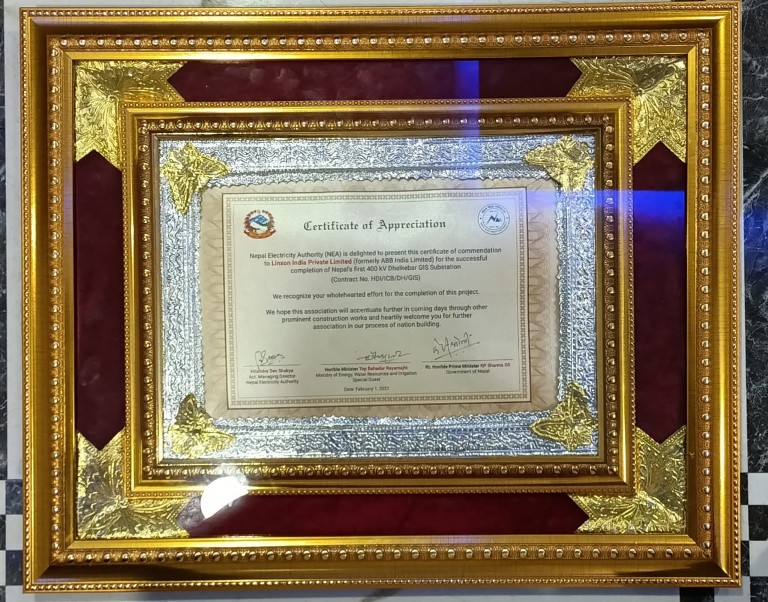 Certificate of Appreciation
Nepal Electricity Authority (NEA) is delighted to present this certificate of commendation
to Linxon India Private Limited (formerly ABB India Limited) for the successful
completion of Nepal's first 400 kV Dhalkebar GIS Substation
(Contract No. HDI/ICB/DH/GIS)
We recognize your wholehearted effort for the completion of this project.
We hope this association will accentuate further in coming days through other
prominent construction works and heartily welcome you for further
association in our process of nation building.
Hitendra Dev Shakya
Act. Managing Director
Nepal Electricity Authority
Hon'ble Minister Top Bahadur Rayamajhi
Ministry of Energy, Water Resources and Irrigation
Special Guest
Rt. Hon'ble Prime Minister KP Sharma Oli
Government of Nepal
Date: February 1, 2021